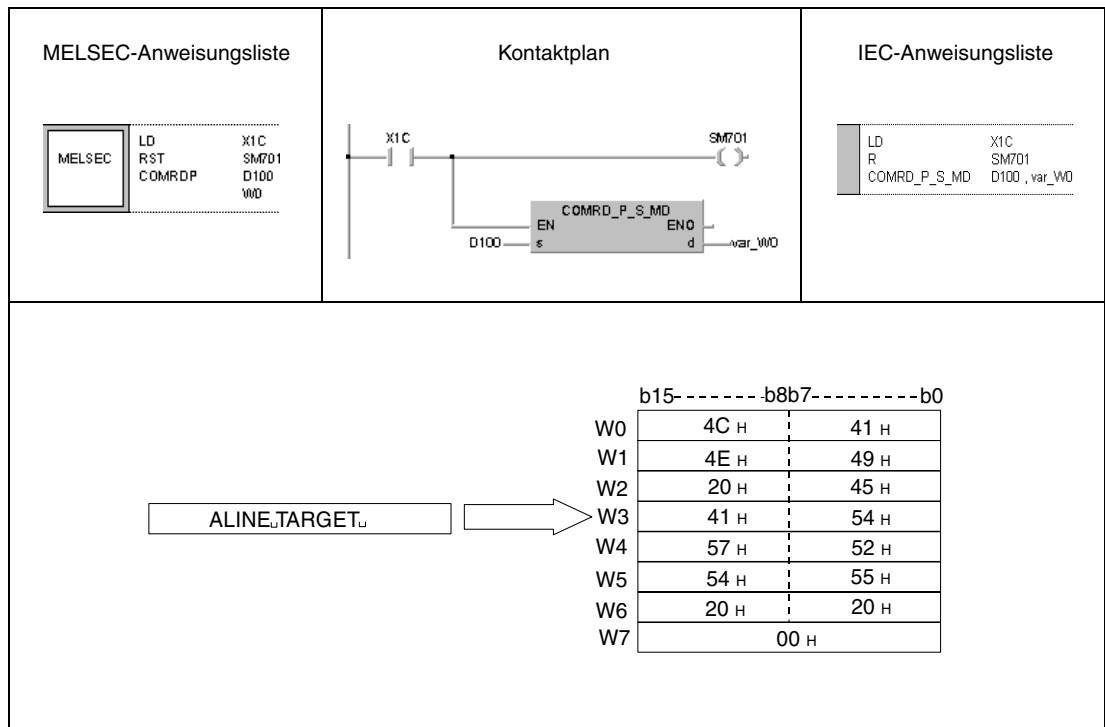 MELSEC-Anweisungsliste
Kontaktplan
IEC-Anweisungsliste
MELSEC
LD X1C
RST SM701
COMRDP D100
W0
X1C
SM701
COMRD_P_S_MD
EN ENO
D100 s d var_W0
LD X1C
R SM701
COMRD_P_S_MD D100 , var_W0
b15--------b8b7----------b0
W0 4C H 41 H
W1 4E H 49 H
W2 20 H 45 H
ALINE␣TARGET␣
W3 41 H 54 H
W4 57 H 52 H
W5 54 H 55 H
W6 20 H 20 H
W7 00 H